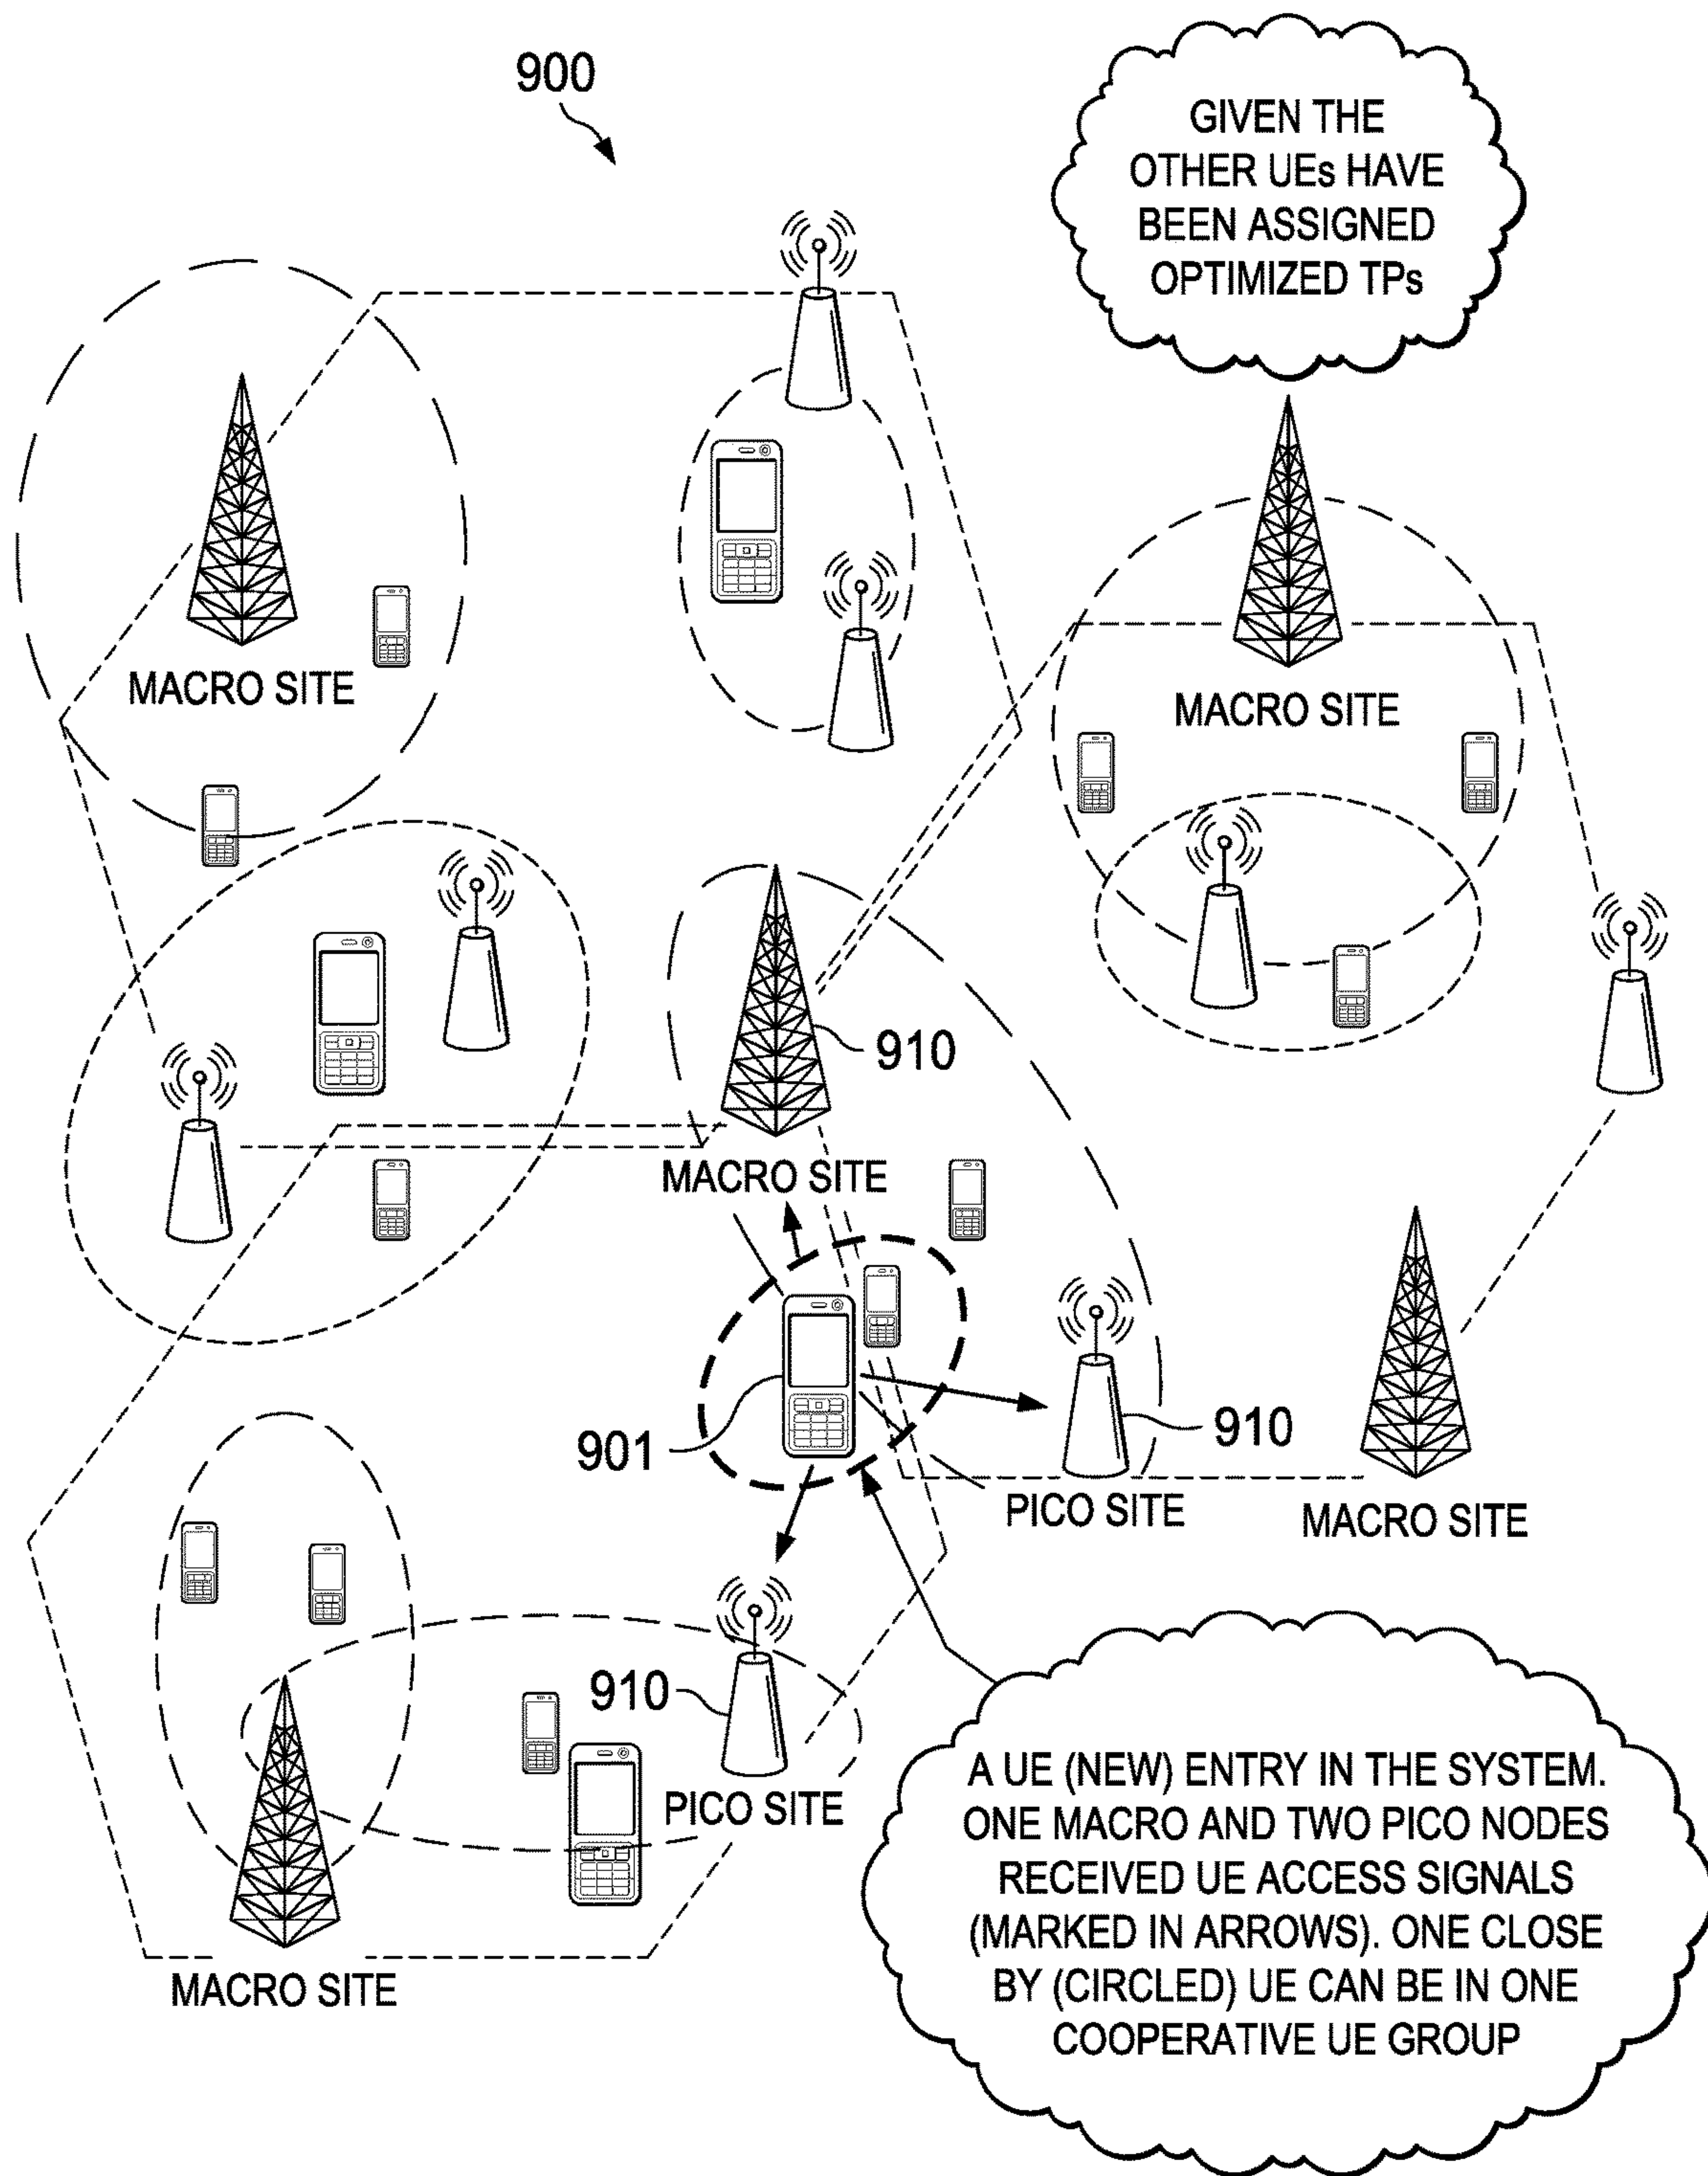 900
GIVEN THE
OTHER UEs HAVE
BEEN ASSIGNED
OPTIMIZED TPs
MACRO SITE
MACRO SITE
910
MACRO SITE
901
910
PICO SITE
MACRO SITE
910
PICO SITE
MACRO SITE
A UE (NEW) ENTRY IN THE SYSTEM.
ONE MACRO AND TWO PICO NODES
RECEIVED UE ACCESS SIGNALS
(MARKED IN ARROWS). ONE CLOSE
BY (CIRCLED) UE CAN BE IN ONE
COOPERATIVE UE GROUP